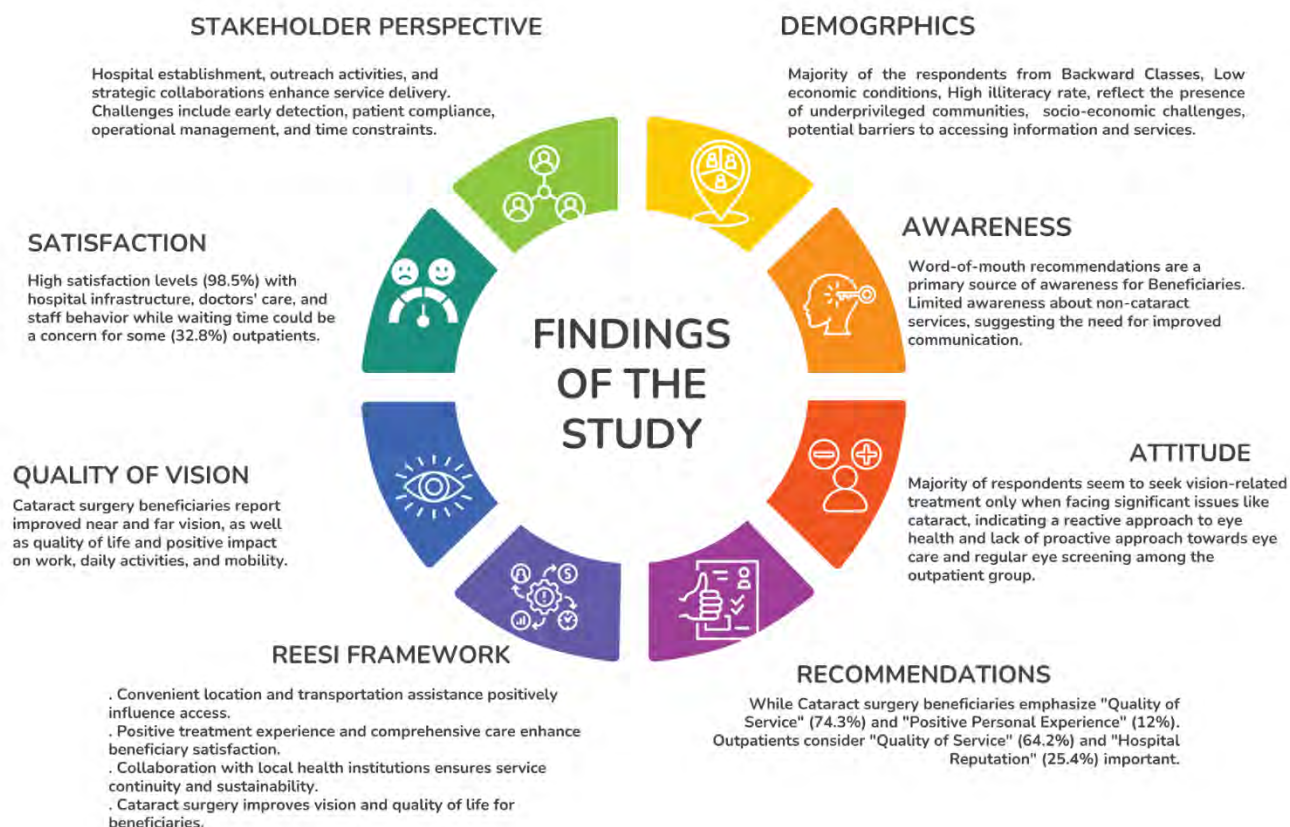 STAKEHOLDER PERSPECTIVE
Hospital establishment, outreach activities, and
strategic collaborations enhance service delivery.
Challenges include early detection, patient compliance,
operational management, and time constraints.
DEMOGRPHICS
Majority of the respondents from Backward Classes, Low
economic conditions, High illiteracy rate, reflect the presence
of underprivileged communities, socio-economic challenges,
potential barriers to accessing information and services.
SATISFACTION
High satisfaction levels (98.5%) with
hospital infrastructure, doctors' care, and
staff behavior while waiting time could be
a concern for some (32.8%) outpatients.
AWARENESS
Word-of-mouth recommendations are a
primary source of awareness for Beneficiaries.
Limited awareness about non-cataract
services, suggesting the need for improved
communication.
FINDINGS
OF THE
STUDY
QUALITY OF VISION
Cataract surgery beneficiaries report
improved near and far vision, as well
as quality of life and positive impact
on work, daily activities, and mobility.
ATTITUDE
Majority of respondents seem to seek vision-related
treatment only when facing significant issues like
cataract, indicating a reactive approach to eye
health and lack of proactive approach towards eye
care and regular eye screening among the
outpatient group.
REESI FRAMEWORK
. Convenient location and transportation assistance positively
influence access.
. Positive treatment experience and comprehensive care enhance
beneficiary satisfaction.
. Collaboration with local health institutions ensures service
continuity and sustainability.
. Cataract surgery improves vision and quality of life for
beneficiaries.
RECOMMENDATIONS
While Cataract surgery beneficiaries emphasize "Quality of
Service" (74.3%) and "Positive Personal Experience" (12%).
Outpatients consider "Quality of Service" (64.2%) and "Hospital
Reputation" (25.4%) important.